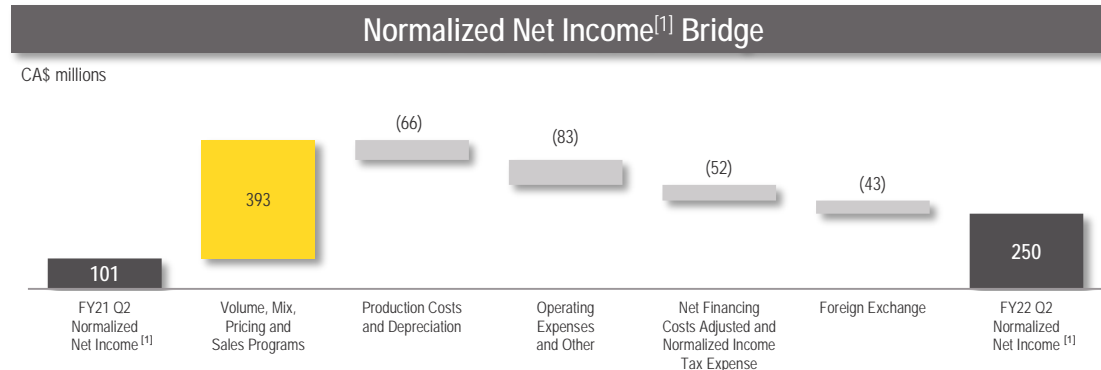 Normalized Net Income[1] Bridge
CA$ millions
(66)
(83)
(52)
(43)
393
101
250
FY21 Q2
Normalized
Net Income [1]
Volume, Mix,
Pricing and
Sales Programs
Production Costs
and Depreciation
Operating
Expenses
and Other
Net Financing
Costs Adjusted and
Normalized Income
Tax Expense
Foreign Exchange
FY22 Q2
Normalized
Net Income [1]